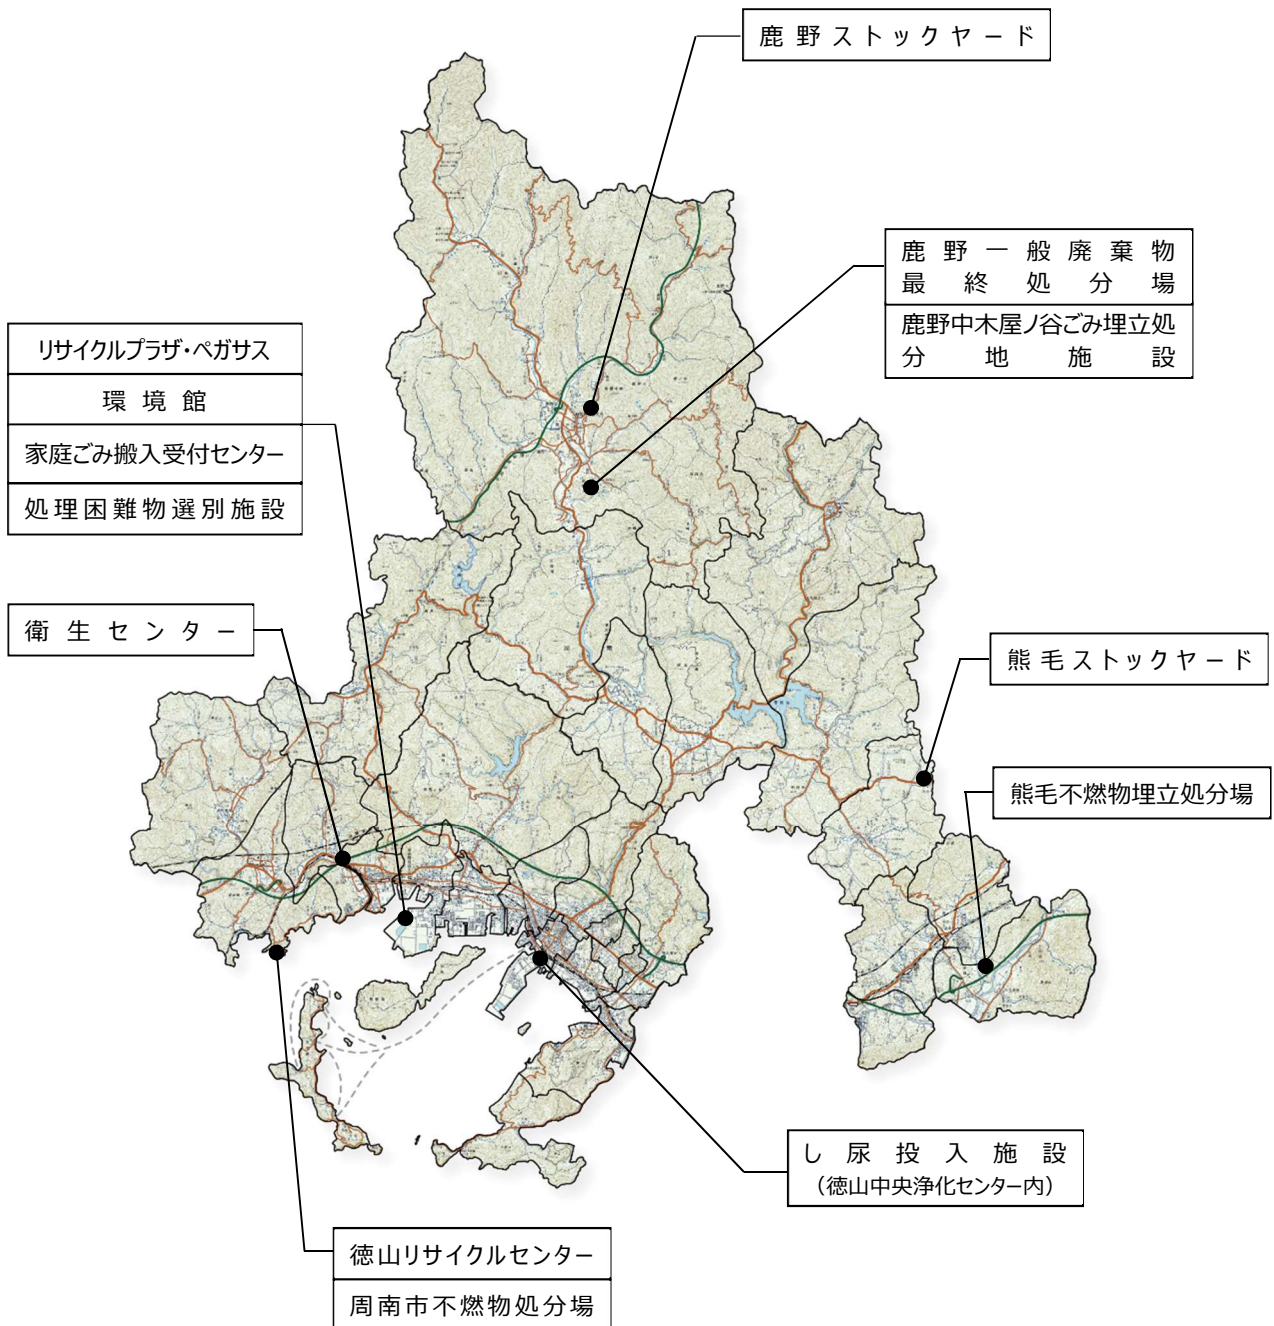 鹿野ストックヤード
鹿野一般廃棄物
最終処分場
鹿野中木屋ノ谷ごみ埋立処
分地施設
リサイクルプラザ・ペガサス
環境館
家庭ごみ搬入受付センター
処理困難物選別施設
衛生センター
熊毛ストックヤード
熊毛不燃物埋立処分場
し尿投入施設
(徳山中央浄化センター内)
徳山リサイクルセンター
周南市不燃物処分場